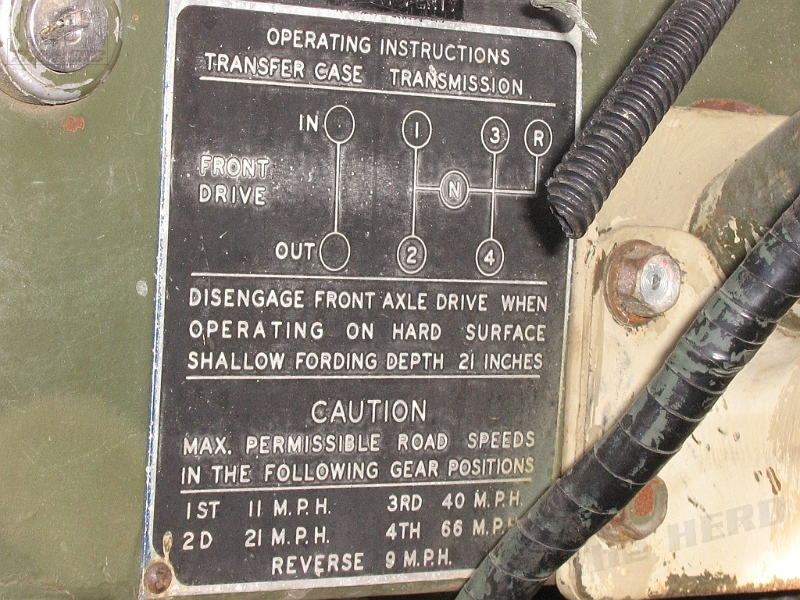 OPERATING INSTRUCTIONS
TRANSFER CASE TRANSMISSION
IN 1 3 R
FRONT
DRIVE
N
OUT 2 4
DISENGAGE FRONT AXLE DRIVE WHEN
OPERATING ON HARD SURFACE
SHALLOW FORDING DEPTH 21 INCHES
CAUTION
MAX. PERMISSIBLE ROAD SPEEDS
IN THE FOLLOWING GEAR POSITIONS
1ST 11 M.P.H. 3RD 40 M.P.H.
2D 21 M.P.H. 4TH 66 M.P.H
REVERSE 9 M.P.H.
THE HERD